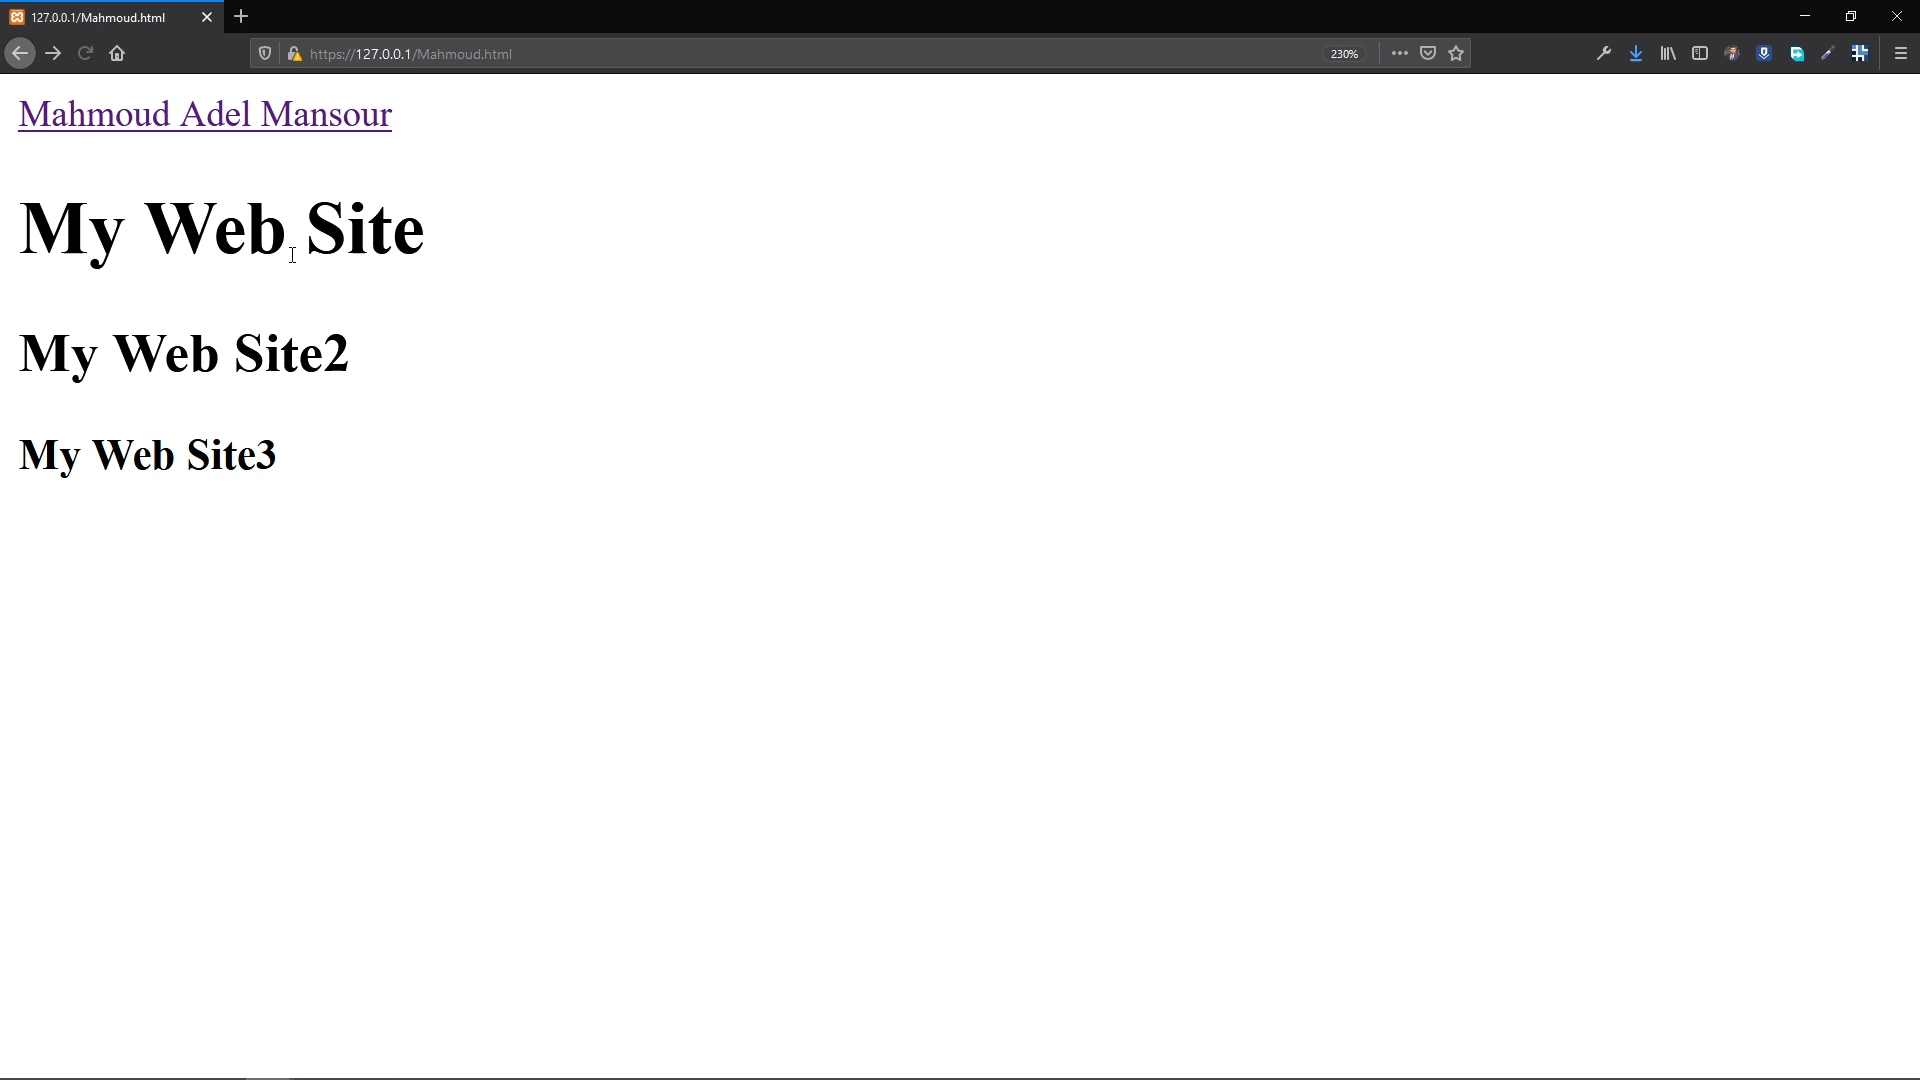 127.0.0.1/Mahmoud.html
https://127.0.0.1/Mahmoud.html
230%
Mahmoud Adel Mansour
My Web Site
My Web Site2
My Web Site3